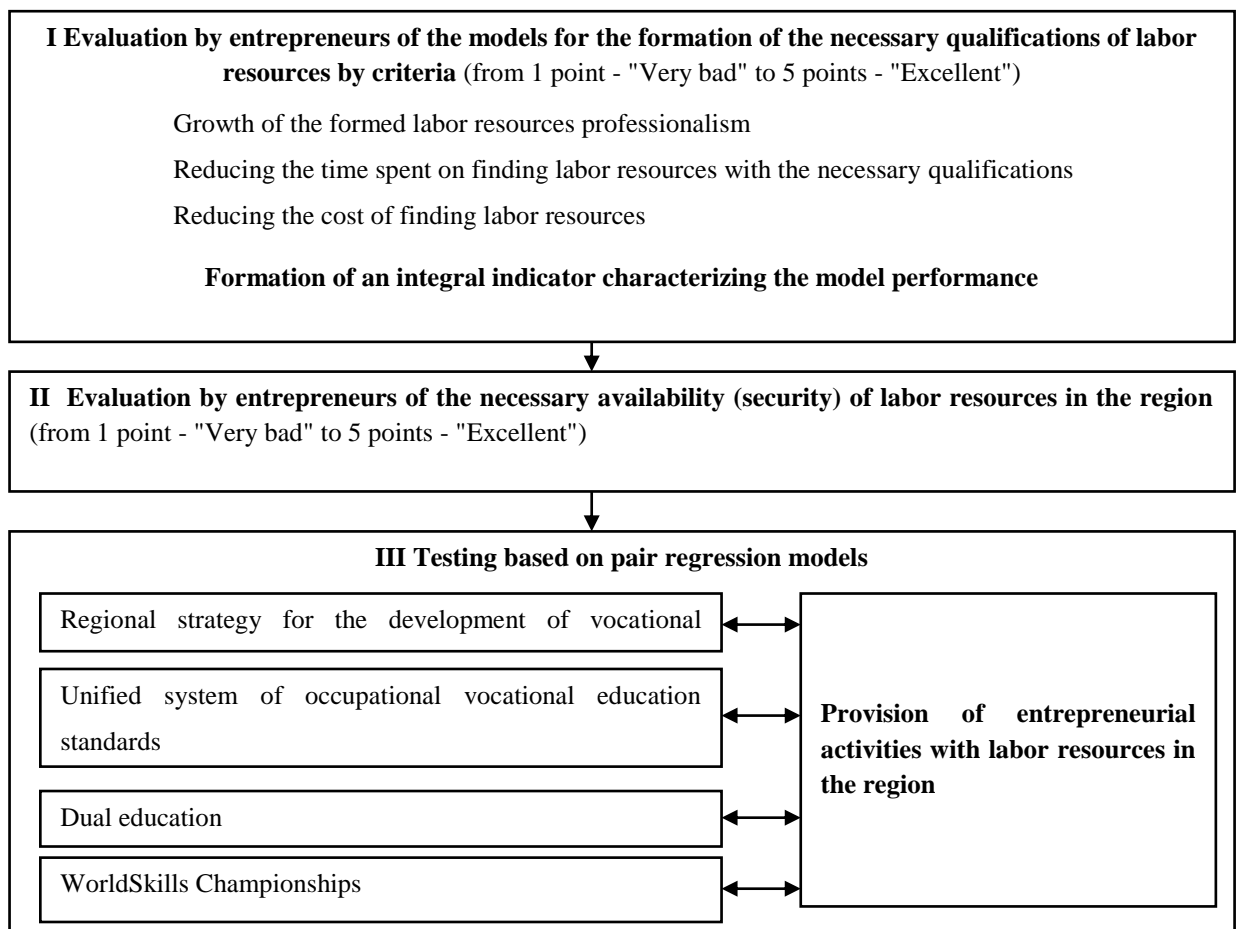 I Evaluation by entrepreneurs of the models for the formation of the necessary qualifications of labor
resources by criteria (from 1 point - "Very bad" to 5 points - "Excellent")
Growth of the formed labor resources professionalism
Reducing the time spent on finding labor resources with the necessary qualifications
Reducing the cost of finding labor resources
Formation of an integral indicator characterizing the model performance
II Evaluation by entrepreneurs of the necessary availability (security) of labor resources in the region
(from 1 point - "Very bad" to 5 points - "Excellent")
III Testing based on pair regression models
Regional strategy for the development of vocational
Unified system of occupational vocational education
standards
Dual education
WorldSkills Championships
Provision of entrepreneurial
activities with labor resources in
the region